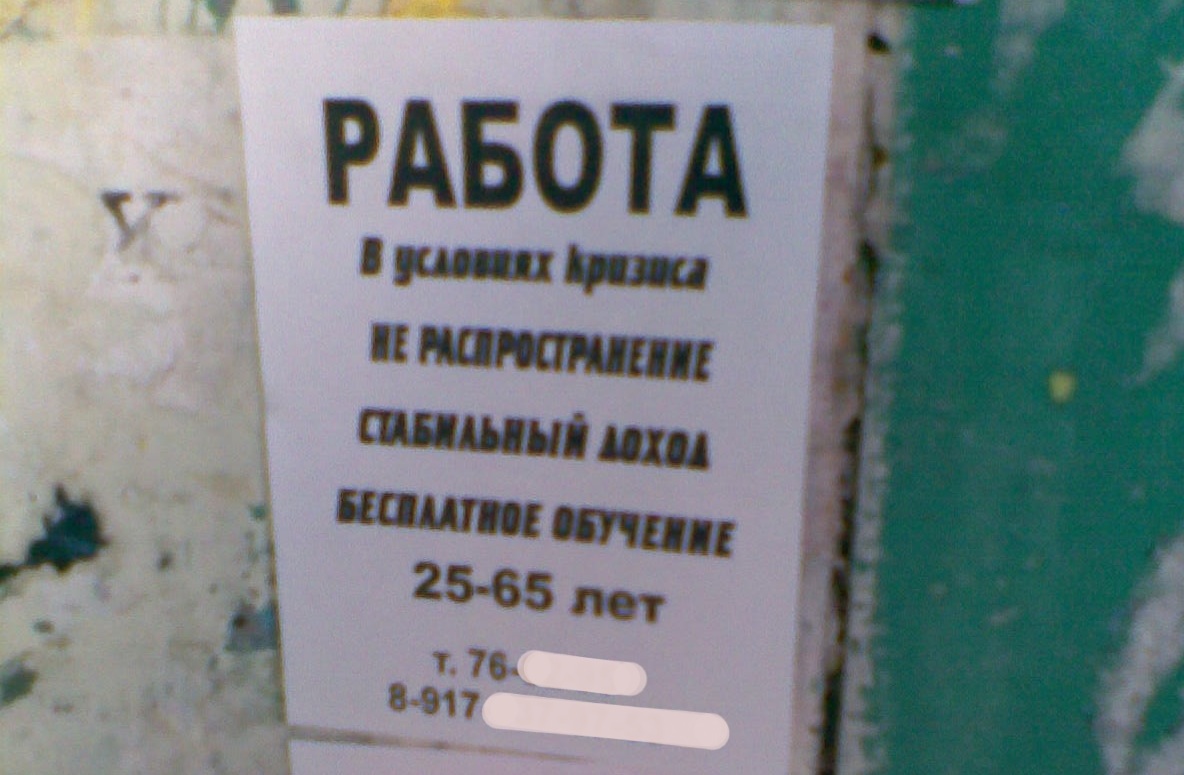 РАБОТА
В условиях кризиса
НЕ РАСПРОСТРАНЕНИЕ
СТАБИЛЬНЫЙ ДОХОД
БЕСПЛАТНОЕ ОБУЧЕНИЕ
25-65 лет
т. 76-
8-917
У